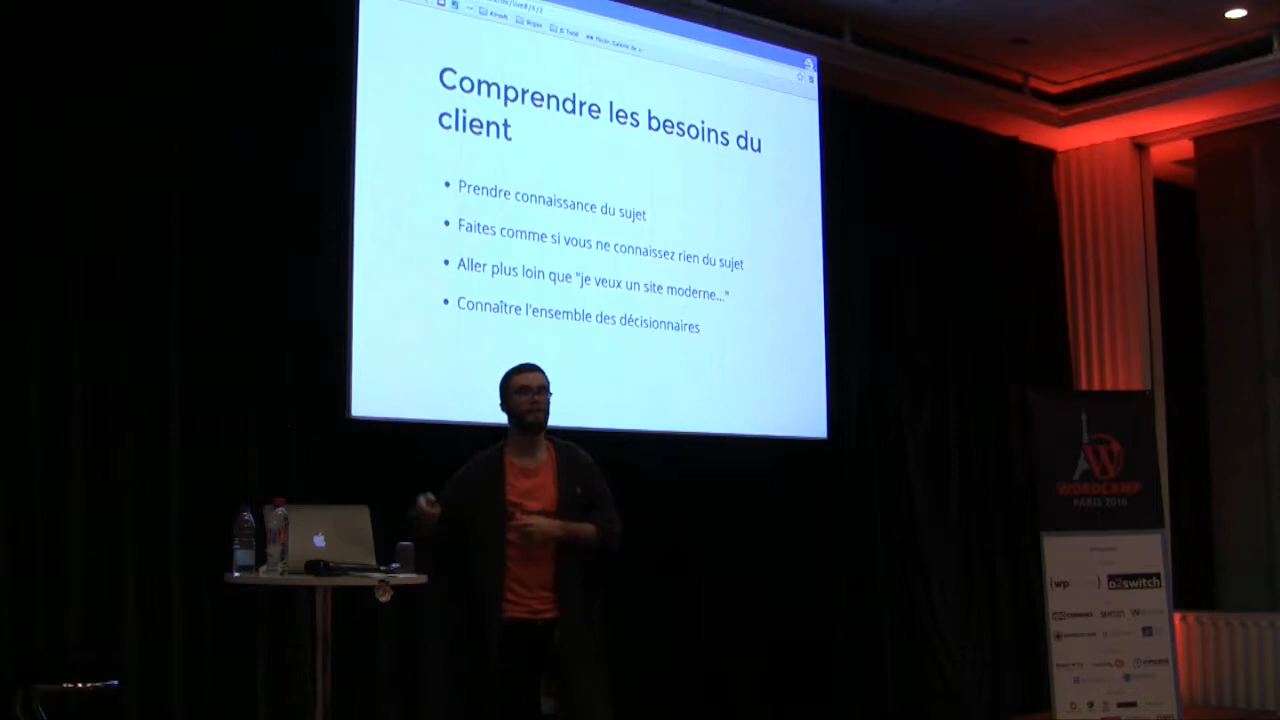 Comprendre les besoins du
client
• Prendre connaissance du sujet
• Faites comme si vous ne connaissez rien du sujet
• Aller plus loin que "je veux un site moderne..."
• Connaître l'ensemble des décisionnaires
WORDCAMP
PARIS 2016
(wp )
o2switch